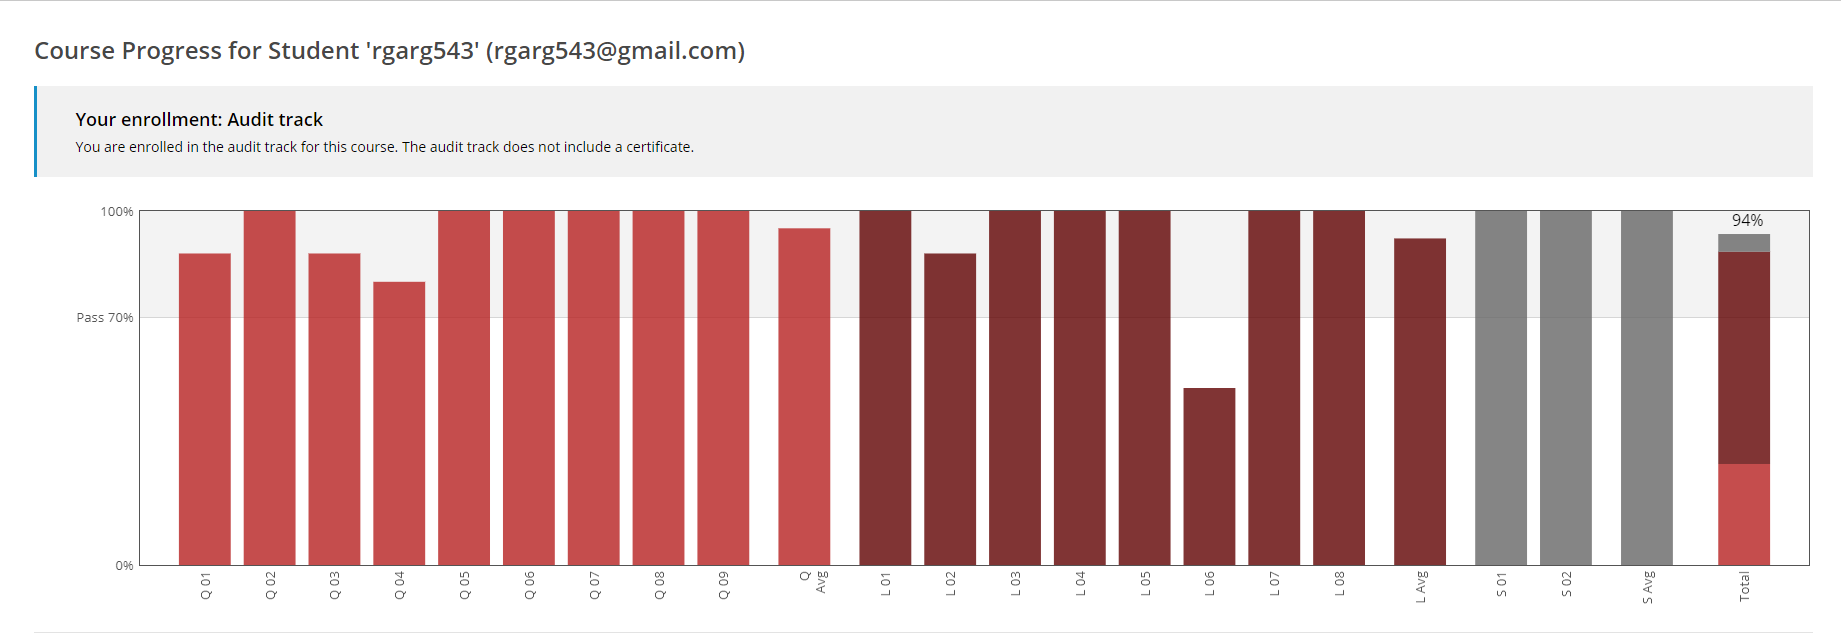 Course Progress for Student 'rgarg543' (rgarg543@gmail.com)
Your enrollment: Audit track
You are enrolled in the audit track for this course. The audit track does not include a certificate.
100%
94%
Pass 70%
0%
Q 01
Q 02
Q 03
Q 04
Q 05
Q 06
Q 07
Q 08
Q 09
Q
Avg
L 01
L 02
L 03
L 04
L 05
L 06
L 07
L 08
L Avg
S 01
S 02
S Avg
Total